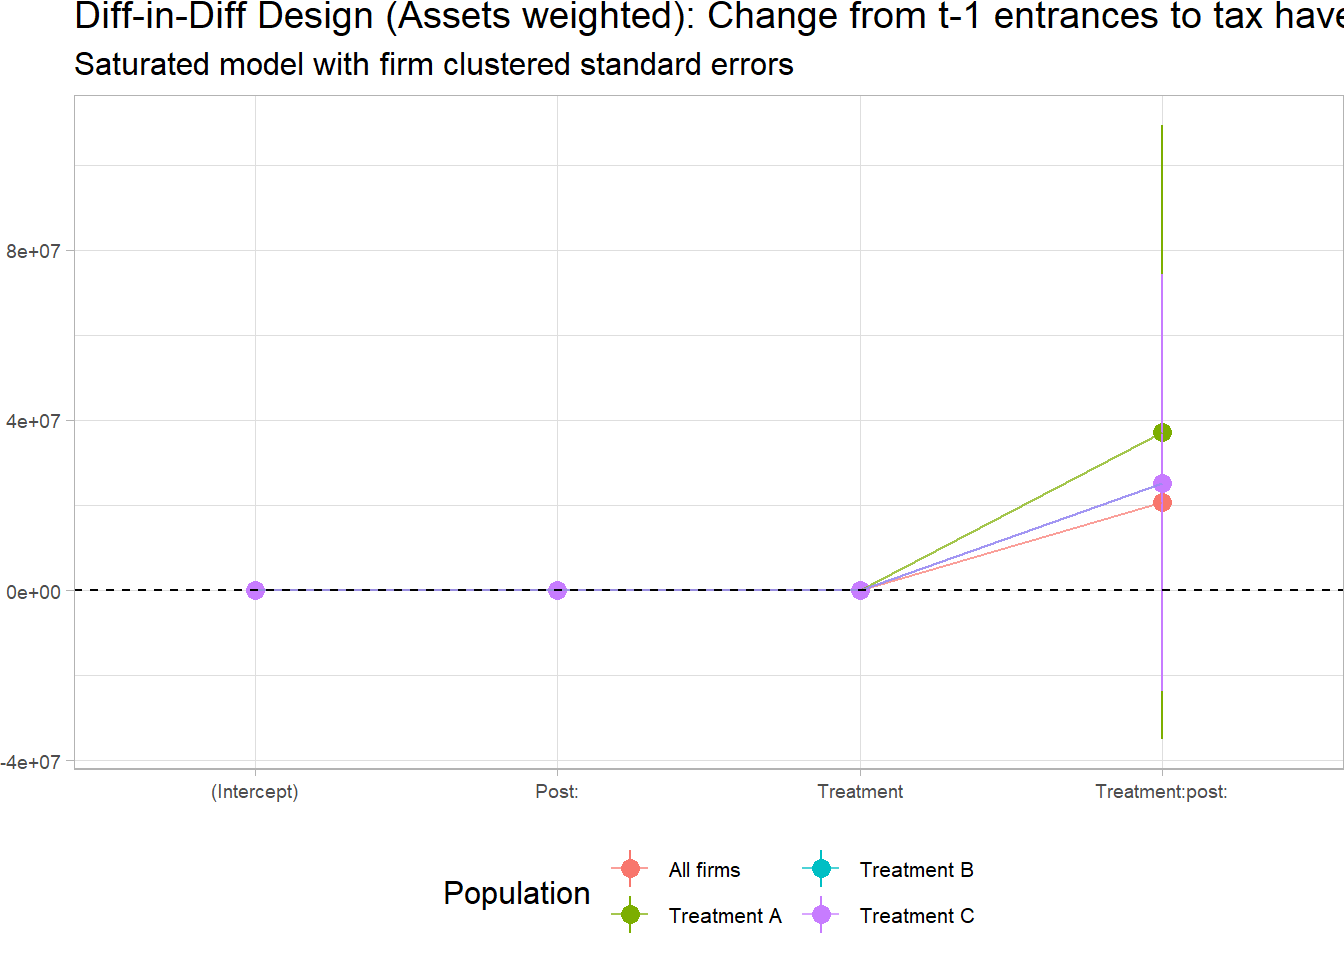 Diff-in-Diff Design (Assets weighted): Change from t-1 entrances to tax have
Saturated model with firm clustered standard errors
8e+07
4e+07
0e+00
-4e+07
(Intercept) Post: Treatment Treatment:post:
Population
All firms Treatment B
Treatment A Treatment C